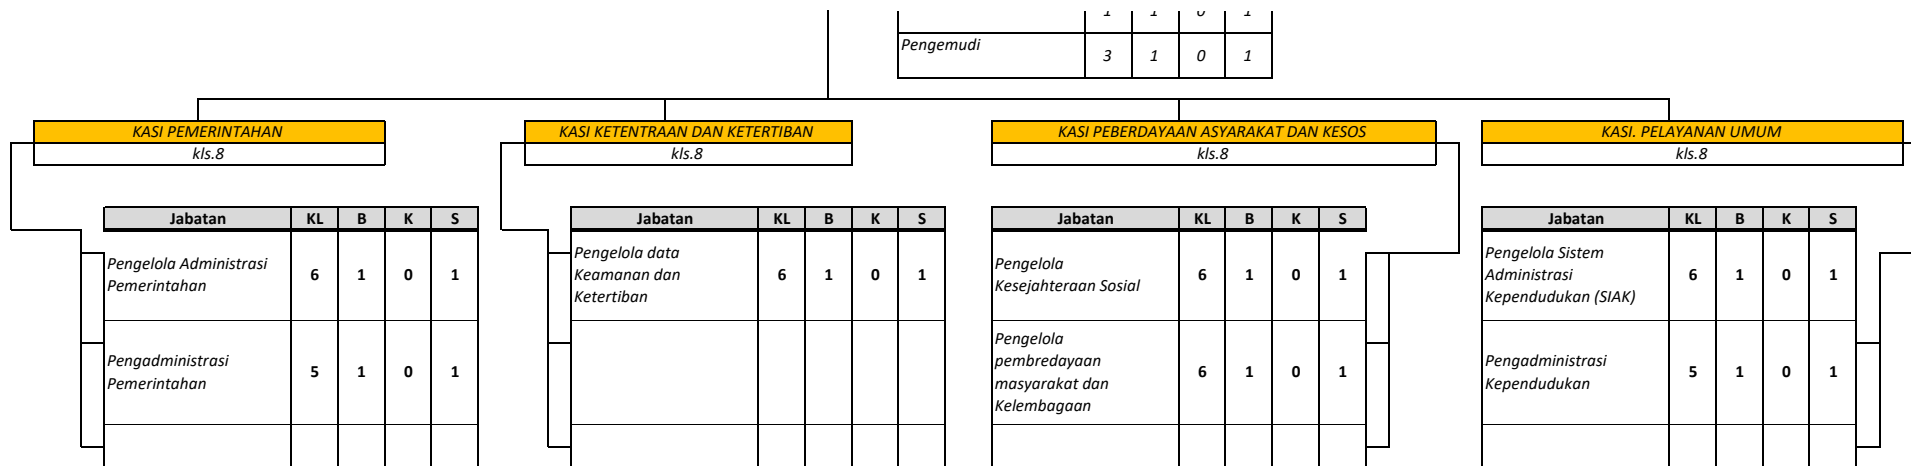 1 1 0 1
Pengemudi 3 1 0 1
KASI PEMERINTAHAN
kls.8
KASI KETENTRAAN DAN KETERTIBAN
kls.8
KASI PEBERDAYAAN ASYARAKAT DAN KESOS
kls.8
KASI. PELAYANAN UMUM
kls.8
Jabatan KL B K S
Pengelola Administrasi
Pemerintahan
6 1 0 1
Pengadministrasi
Pemerintahan
5 1 0 1
Jabatan KL B K S
Pengelola data
Keamanan dan
Ketertiban
6 1 0 1
Jabatan KL B K S
Pengelola
Kesejahteraan Sosial
6 1 0 1
Pengelola
pembredayaan
masyarakat dan
Kelembagaan
6 1 0 1
Jabatan KL B K S
Pengelola Sistem
Administrasi
Kependudukan (SIAK)
6 1 0 1
Pengadministrasi
Kependudukan
5 1 0 1